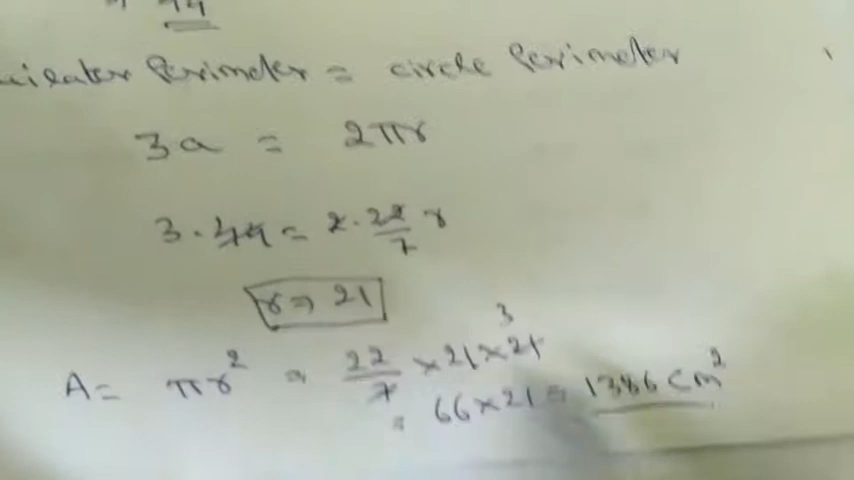 44
Perimeter = circle Perimeter
3a = 2πr
3 · 44 = 2 · 22/7 r
r => 21
3
A = πr² = 22/7 × 21 × 21
= 66 × 21 = 1386 cm²